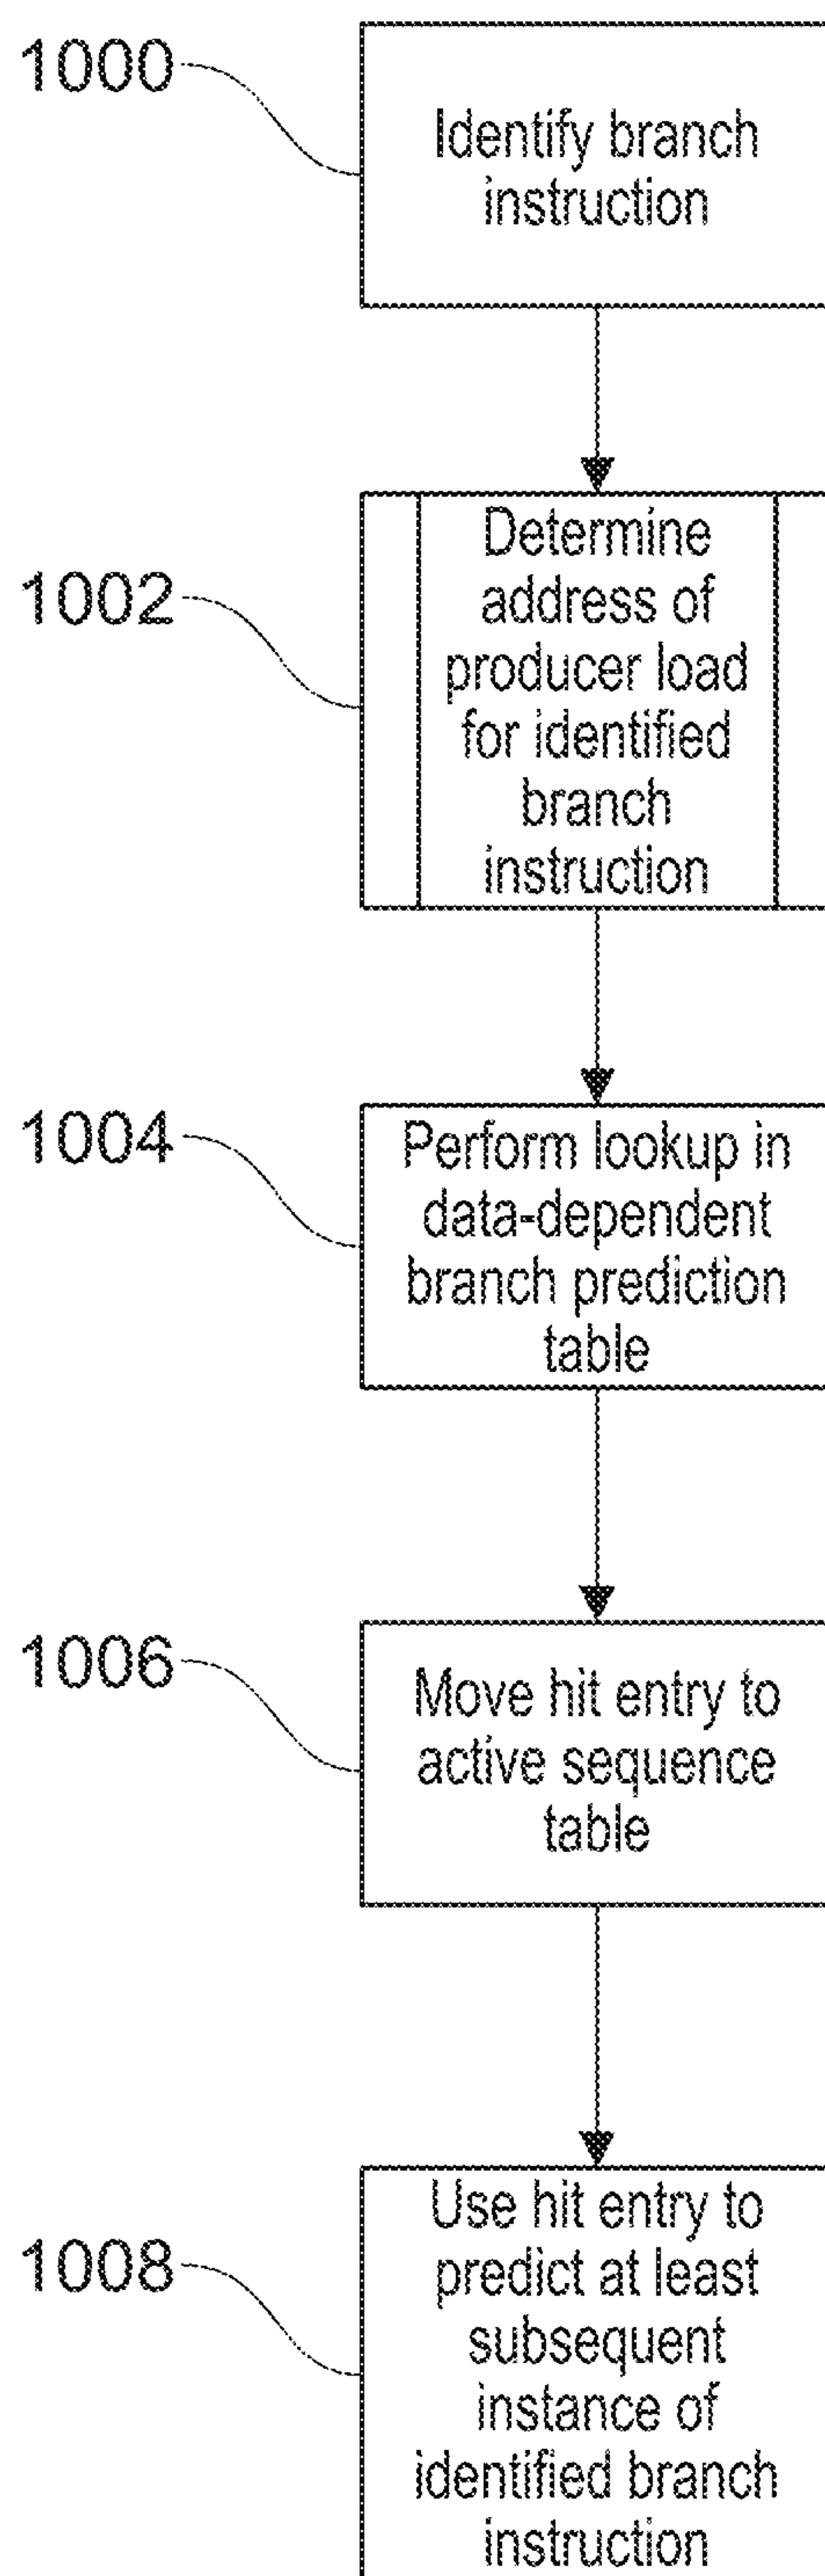 1000
Identify branch
instruction
1002
Determine
address of
producer load
for identified
branch
instruction
1004
Perform lookup in
data-dependent
branch prediction
table
1006
Move hit entry to
active sequence
table
1008
Use hit entry to
predict at least
subsequent
instance of
identified branch
instruction